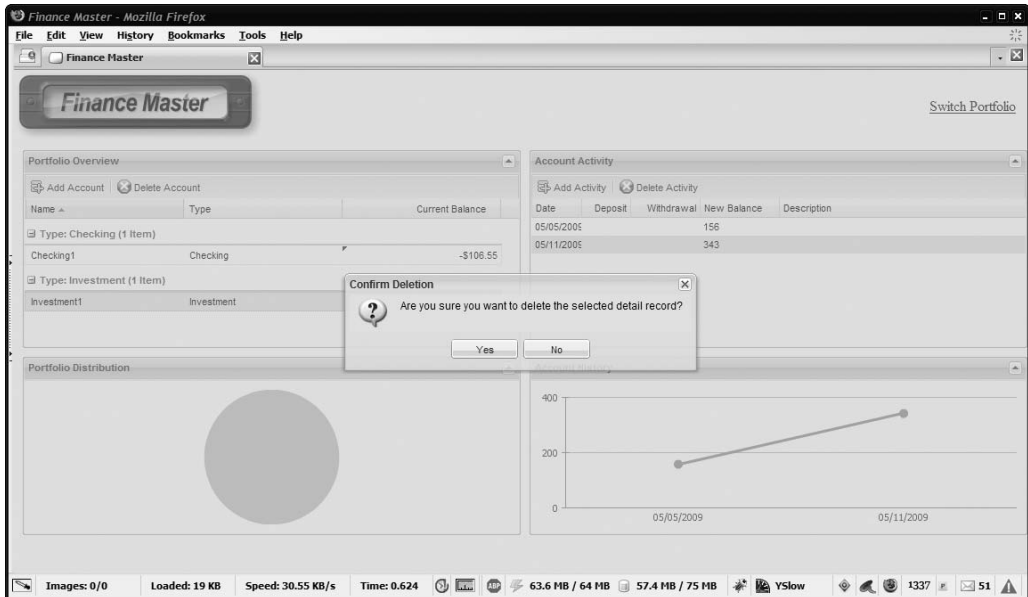 Finance Master - Mozilla Firefox
File Edit View History Bookmarks Tools Help
Finance Master
Finance Master
Switch Portfolio
Portfolio Overview
Add Account Delete Account
Name Type Current Balance
Type: Checking (1 Item)
Checking1 Checking -$106.55
Type: Investment (1 Item)
Investment1 Investment
Account Activity
Add Activity Delete Activity
Date Deposit Withdrawal New Balance Description
05/05/2009 156
05/11/2009 343
Confirm Deletion
? Are you sure you want to delete the selected detail record?
Yes No
Portfolio Distribution
Account History
400
200
0
05/05/2009 05/11/2009
Images: 0/0 Loaded: 19 KB Speed: 30.55 KB/s Time: 0.624 ABP 63.6 MB / 64 MB 57.4 MB / 75 MB YSlow 1337 51